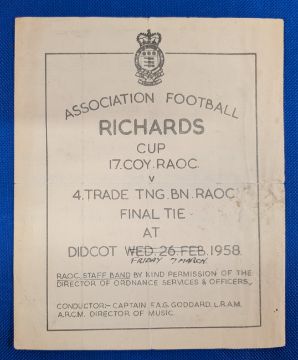 ASSOCIATION FOOTBALL
RICHARDS
CUP
17.COY.RAOC.
v
4.TRADE TNG.BN.RAOC
FINAL TIE
AT
DIDCOT WED. 26.FEB.1958
FRIDAY 7 MARCH
RAOC. STAFF BAND BY KIND PERMISSION OF THE
DIRECTOR OF ORDNANCE SERVICES & OFFICERS,
CONDUCTOR:- CAPTAIN F.A.G. GODDARD, L.R.A.M.
A.R.C.M. DIRECTOR OF MUSIC.